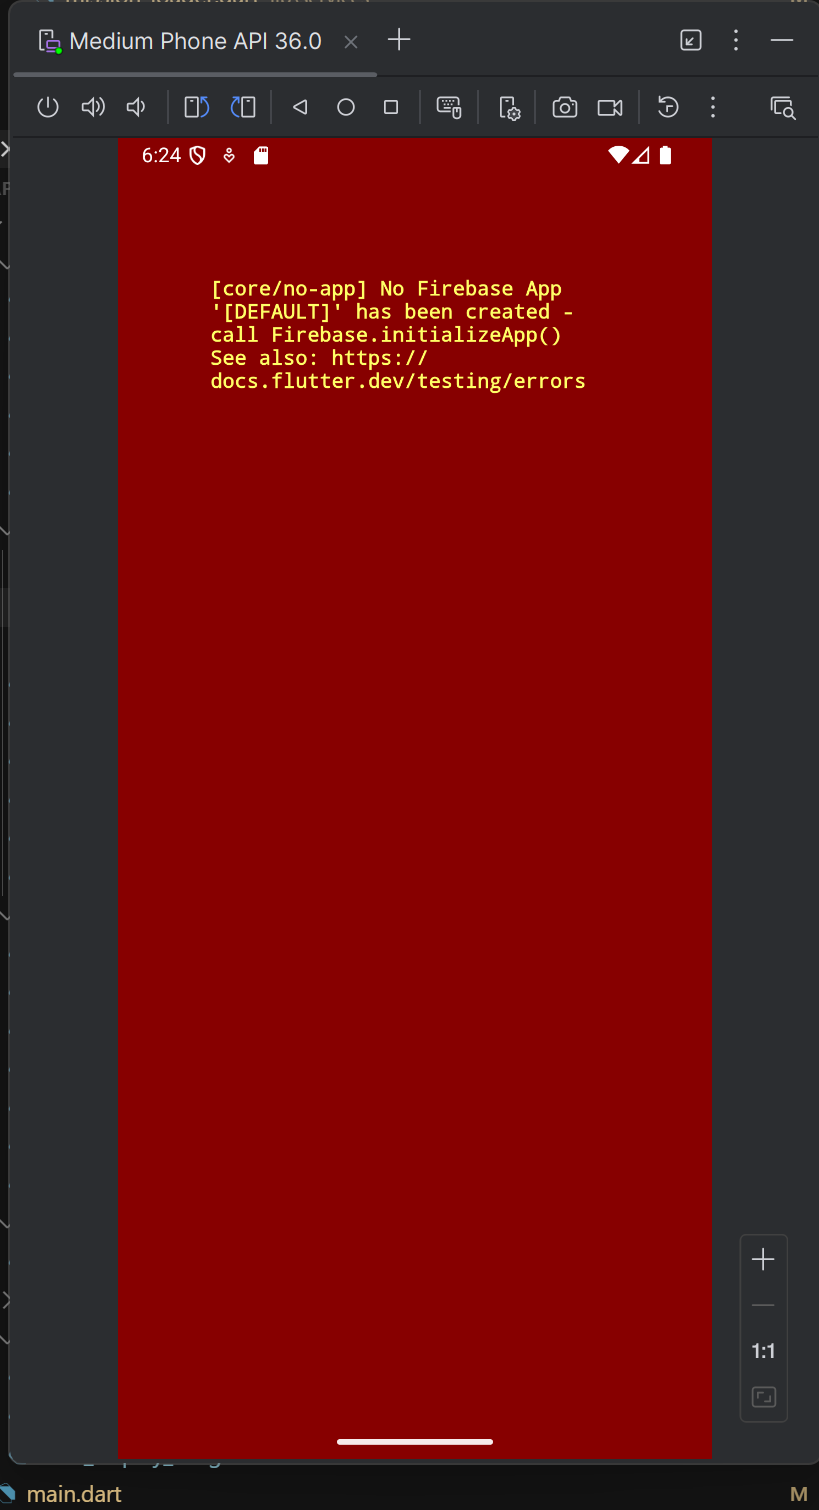 Medium Phone API 36.0
6:24
[core/no-app] No Firebase App
'[DEFAULT]' has been created -
call Firebase.initializeApp()
See also: https://
docs.flutter.dev/testing/errors
1:1
main.dart
M